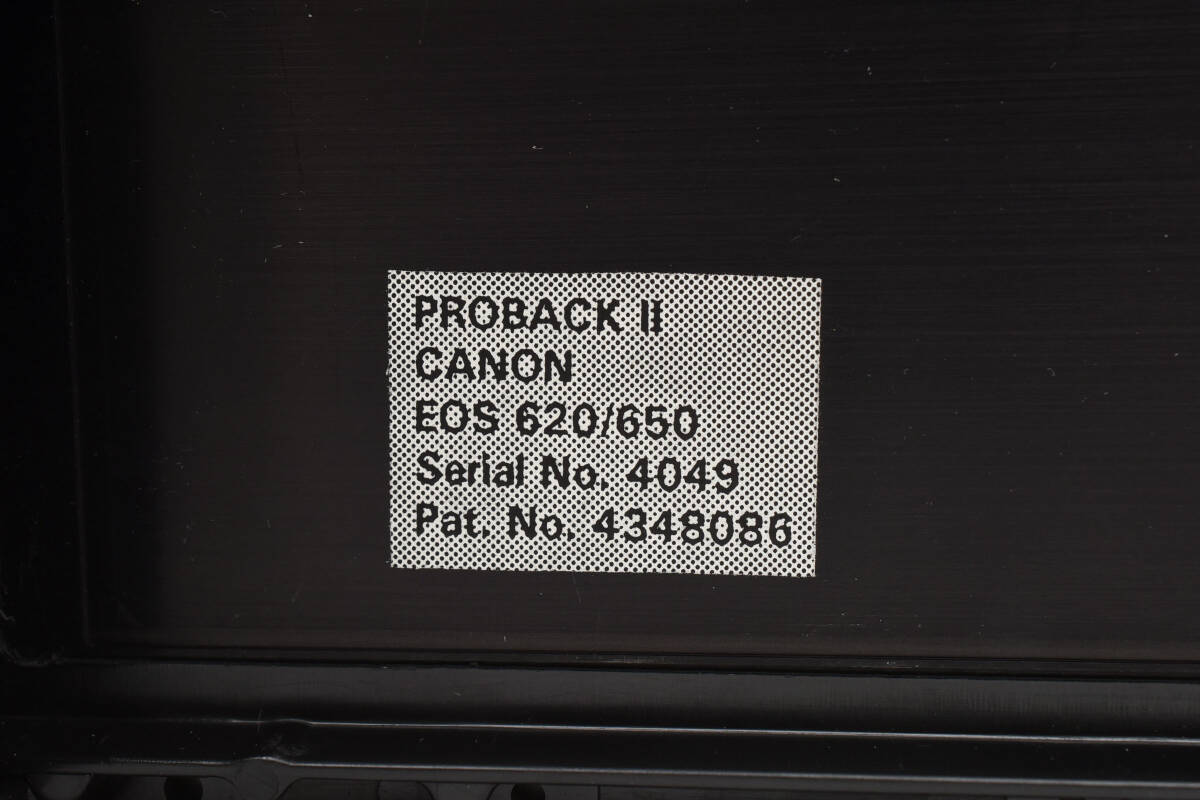 PROBACK II
CANON
EOS 620/650
Serial No. 4049
Pat. No. 4348086